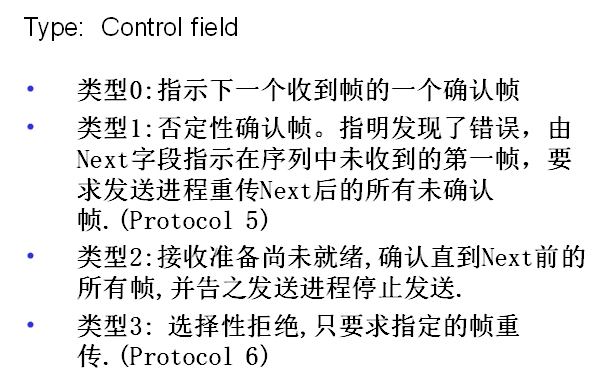 Type:  Control field
• 类型0:指示下一个收到帧的一个确认帧
• 类型1:否定性确认帧。指明发现了错误，由
Next字段指示在序列中未收到的第一帧，要
求发送进程重传Next后的所有未确认
帧.(Protocol 5)
• 类型2:接收准备尚未就绪,确认直到Next前的
所有帧,并告之发送进程停止发送.
• 类型3: 选择性拒绝,只要求指定的帧重
传.(Protocol 6)